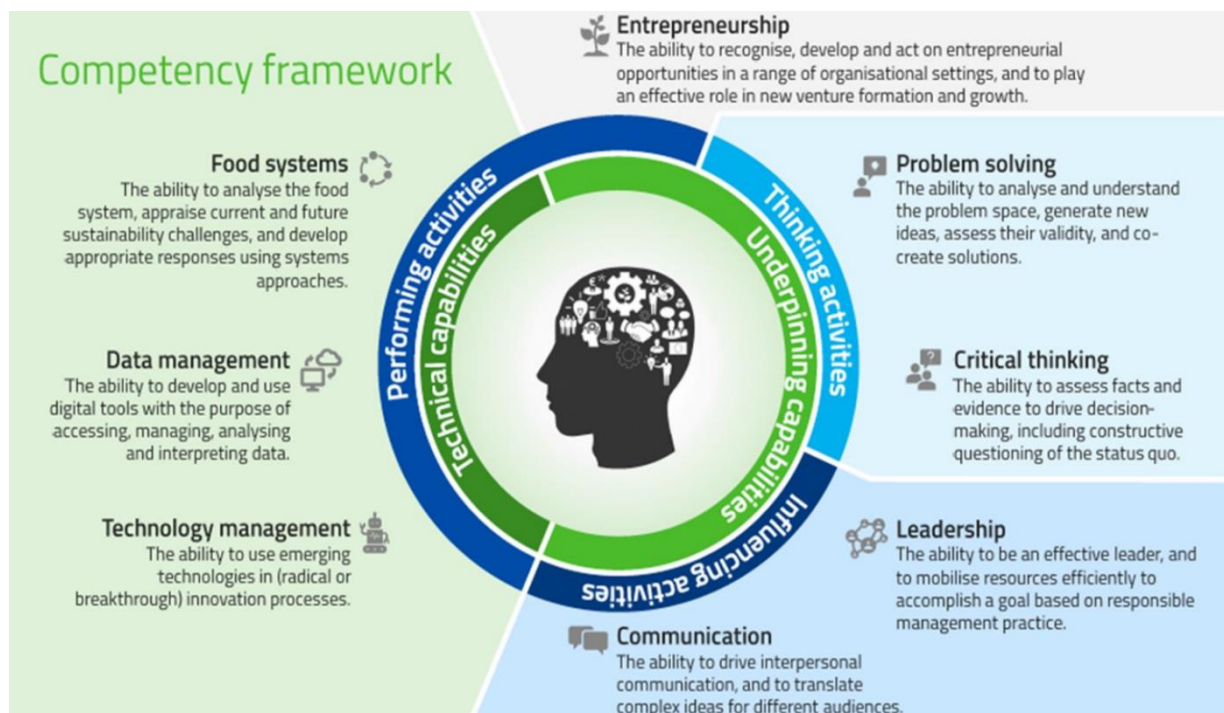 Competency framework
Entrepreneurship
The ability to recognise, develop and act on entrepreneurial
opportunities in a range of organisational settings, and to play
an effective role in new venture formation and growth.
Food systems
The ability to analyse the food
system, appraise current and future
sustainability challenges, and develop
appropriate responses using systems
approaches.
Data management
The ability to develop and use
digital tools with the purpose of
accessing, managing, analysing
and interpreting data.
Technology management
The ability to use emerging
technologies in (radical or
breakthrough) innovation processes.
Performing activities
Technical capabilities
Thinking activities
Underpinning capabilities
Influencing activities
Problem solving
The ability to analyse and understand
the problem space, generate new
ideas, assess their validity, and co-
create solutions.
Critical thinking
The ability to assess facts and
evidence to drive decision-
making, including constructive
questioning of the status quo.
Leadership
The ability to be an effective leader, and
to mobilise resources efficiently to
accomplish a goal based on responsible
management practice.
Communication
The ability to drive interpersonal
communication, and to translate
complex ideas for different audiences.